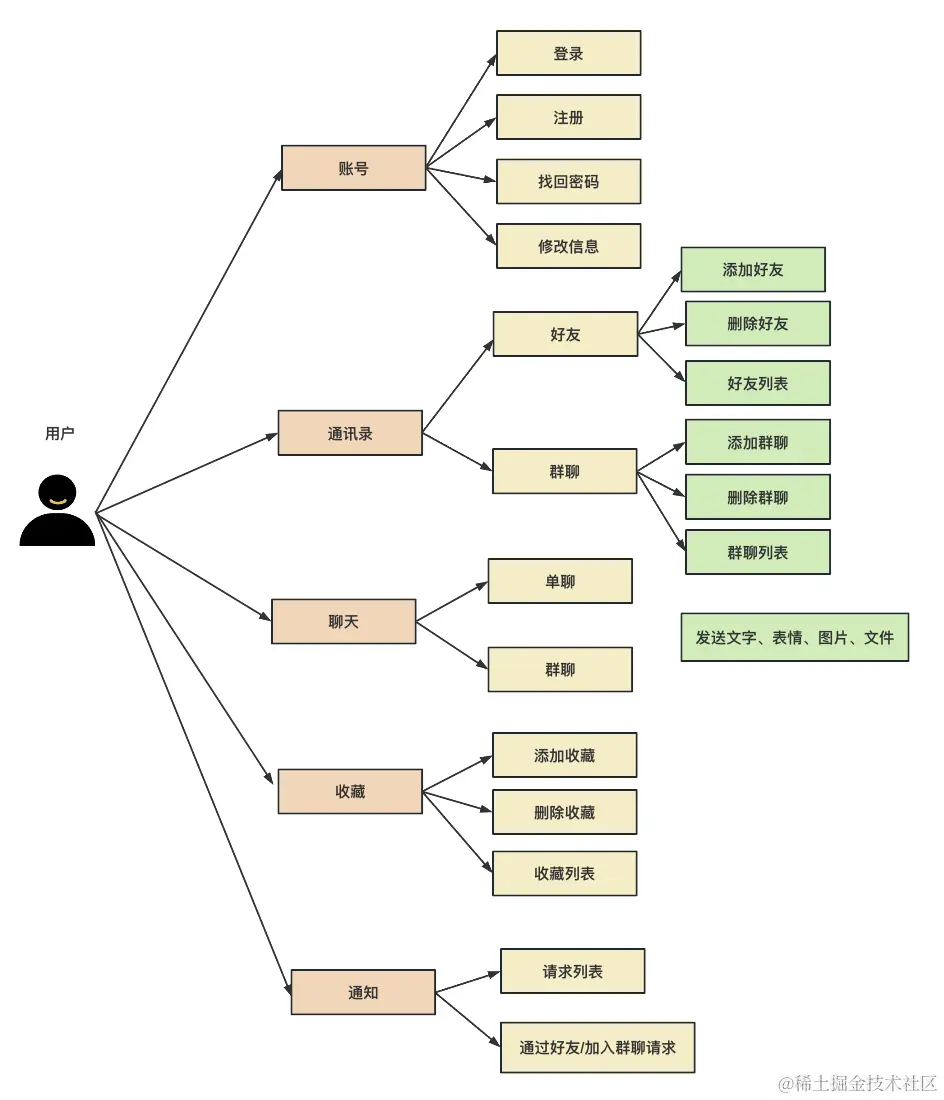 用户
账号
登录
注册
找回密码
修改信息
通讯录
好友
添加好友
删除好友
好友列表
群聊
添加群聊
删除群聊
群聊列表
聊天
单聊
群聊
发送文字、表情、图片、文件
收藏
添加收藏
删除收藏
收藏列表
通知
请求列表
通过好友/加入群聊请求
@稀土掘金技术社区